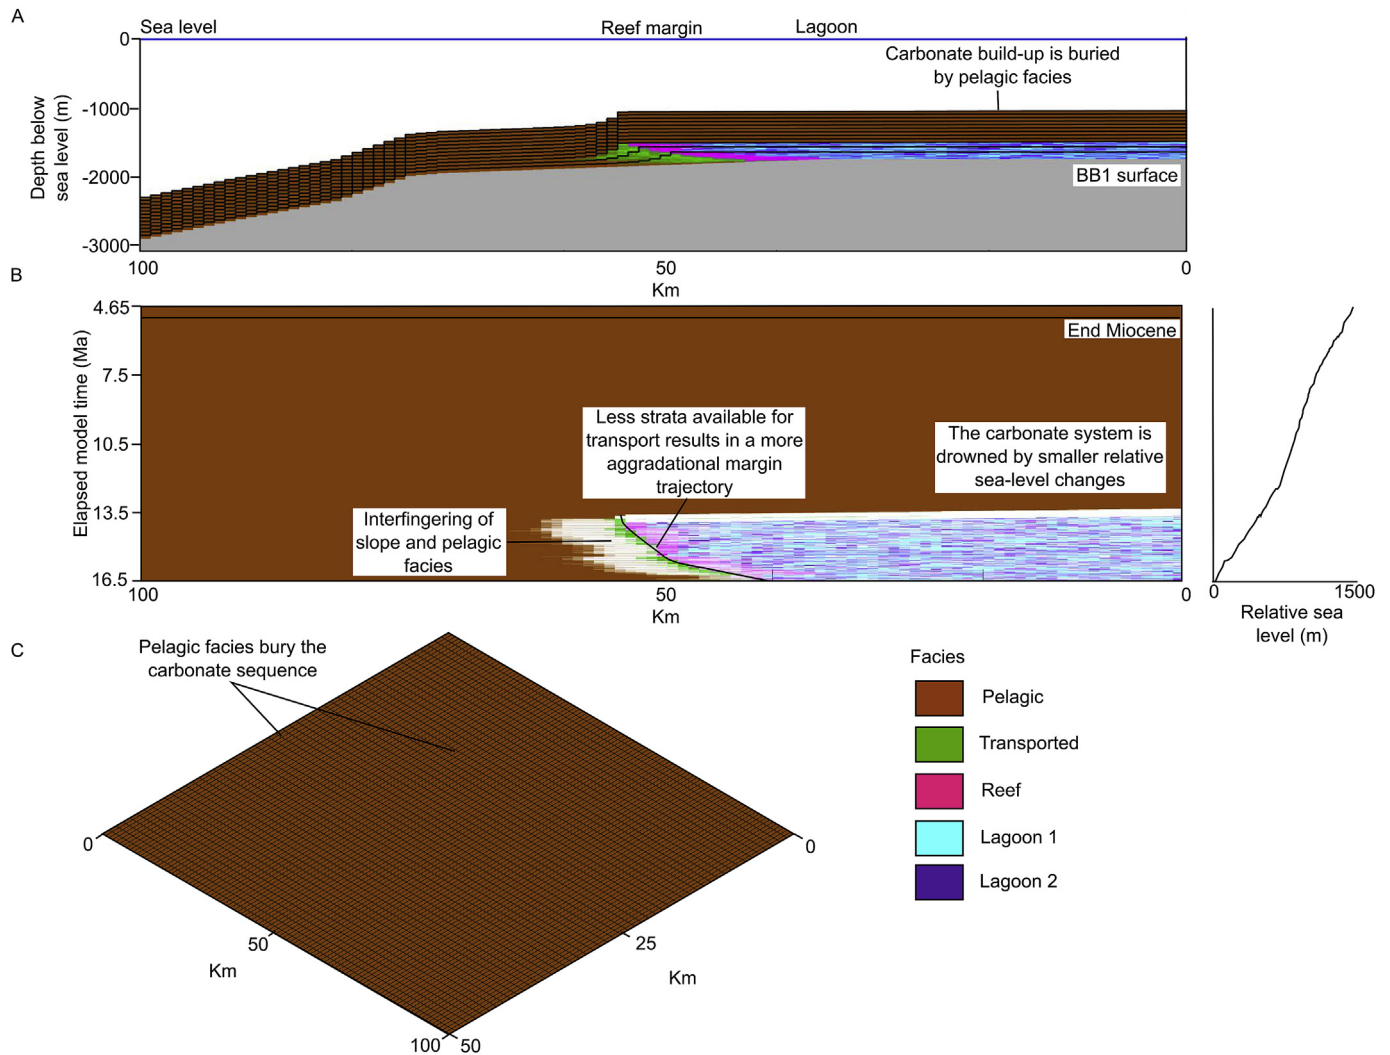 A
Sea level
Reef margin
Lagoon
0
-1000
-2000
-3000
Depth below
sea level (m)
Carbonate build-up is buried
by pelagic facies
BB1 surface
100
50
0
Km
B
4.65
7.5
10.5
13.5
16.5
Elapsed model time (Ma)
End Miocene
Less strata available for
transport results in a more
aggradational margin
trajectory
The carbonate system is
drowned by smaller relative
sea-level changes
Interfingering of
slope and pelagic
facies
100
50
0
Km
0
1500
Relative sea
level (m)
C
Pelagic facies bury the
carbonate sequence
0
0
50
25
Km
Km
100
50
Facies
Pelagic
Transported
Reef
Lagoon 1
Lagoon 2